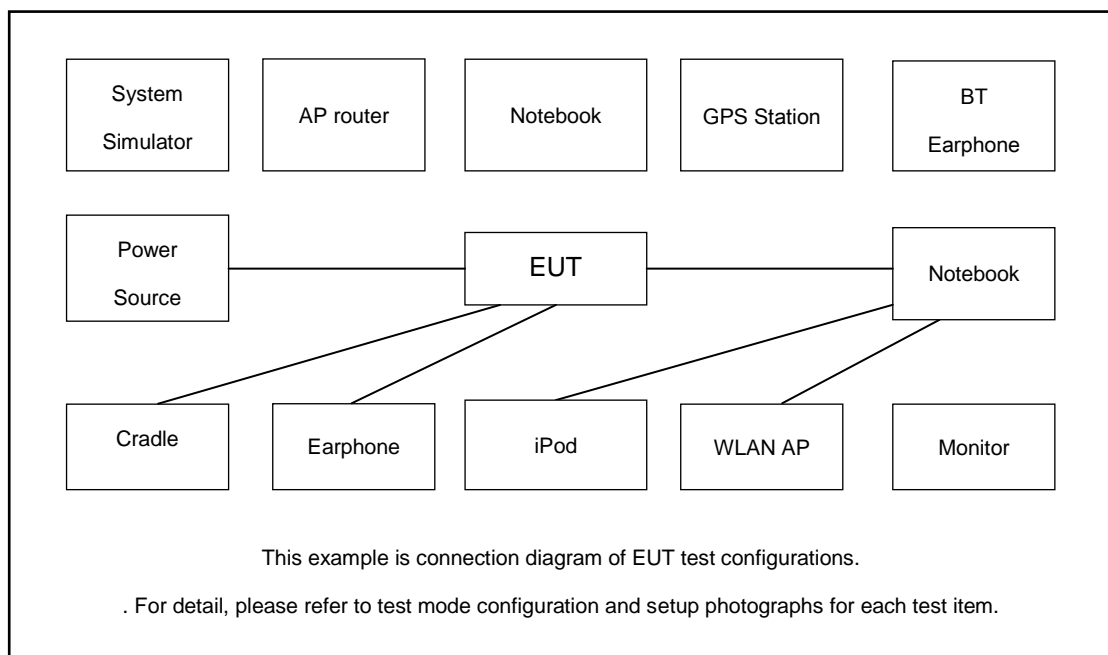 System
Simulator
AP router
Notebook
GPS Station
BT
Earphone
Power
Source
EUT
Notebook
Cradle
Earphone
iPod
WLAN AP
Monitor
This example is connection diagram of EUT test configurations.
. For detail, please refer to test mode configuration and setup photographs for each test item.